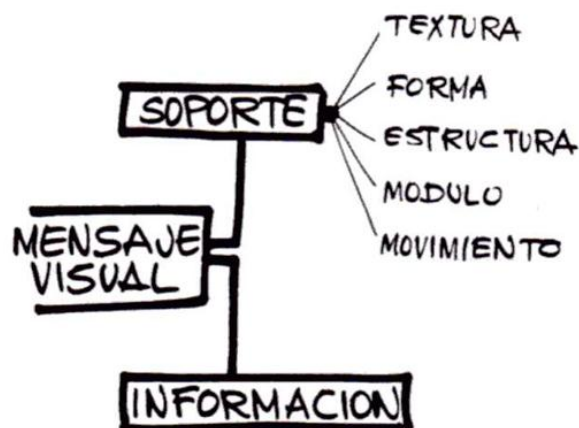 TEXTURA
FORMA
SOPORTE
ESTRUCTURA
MODULO
MENSAJE
VISUAL
MOVIMIENTO
INFORMACION